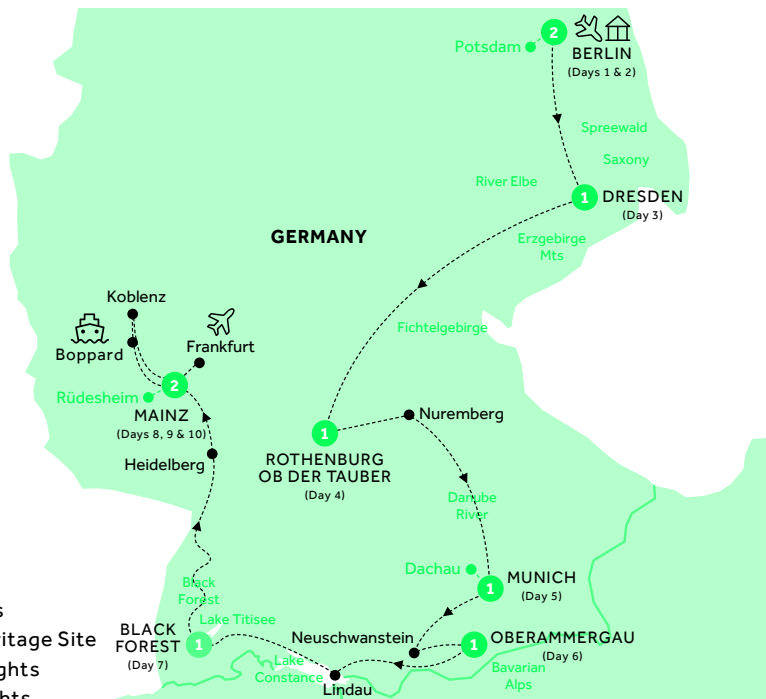 2
Potsdam
BERLIN
(Days 1 & 2)
Spreewald
Saxony
River Elbe
1
DRESDEN
(Day 3)
GERMANY
Erzgebirge
Mts
Koblenz
Fichtelgebirge
Boppard
Frankfurt
2
Rüdesheim
MAINZ
(Days 8, 9 & 10)
Nuremberg
1
Heidelberg
ROTHENBURG
OB DER TAUBER
(Day 4)
Danube
River
Dachau
MUNICH
1
(Day 5)
Black
Forest
s
Lake Titisee
ritage Site
BLACK
FOREST
(Day 7)
1
Neuschwanstein
1
OBERAMMERGAU
(Day 6)
ghts
Lake
Constance
Bavarian
Alps
Lindau